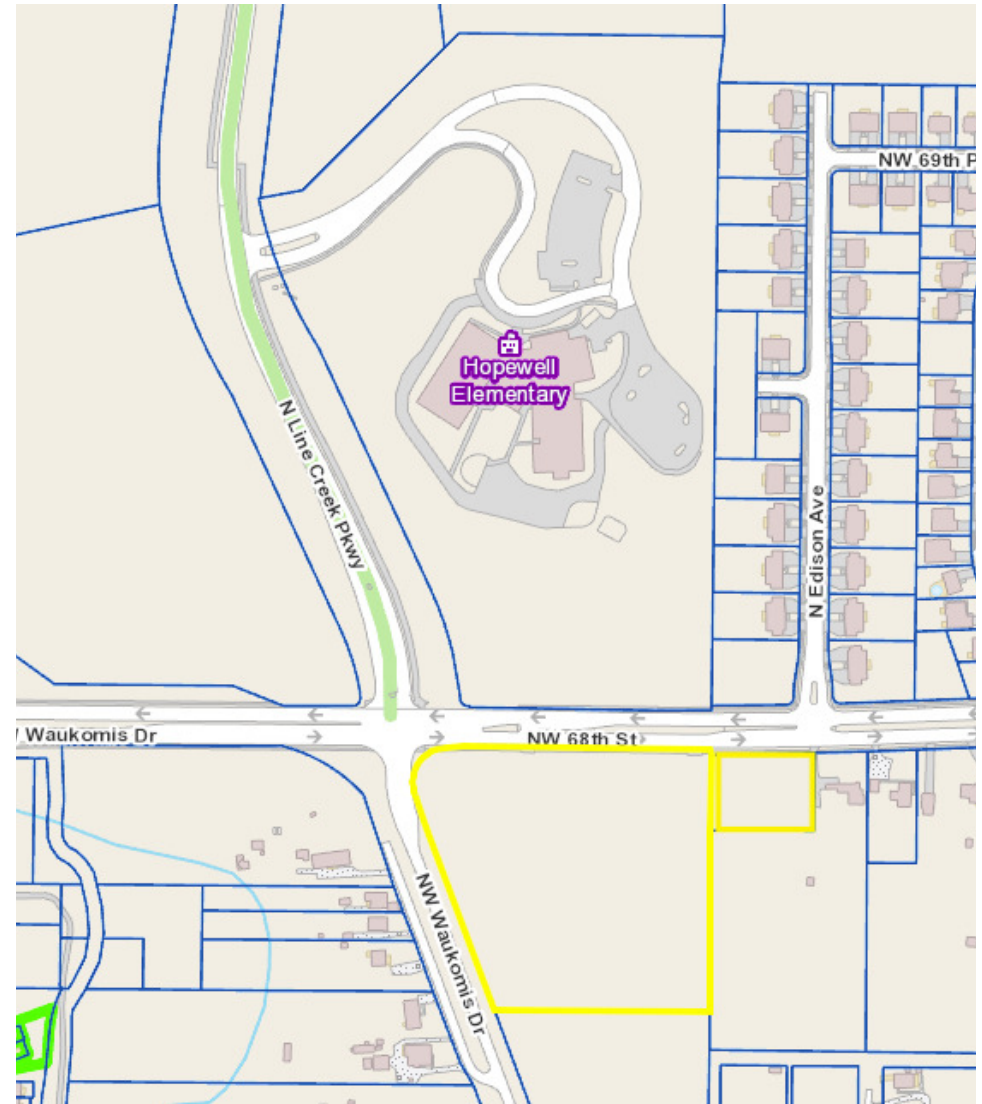 NW 69th P
Hopewell
Elementary
N Line Creek Pkwy
N Edison Ave
Waukomis Dr
NW 68th St
NW Waukomis Dr